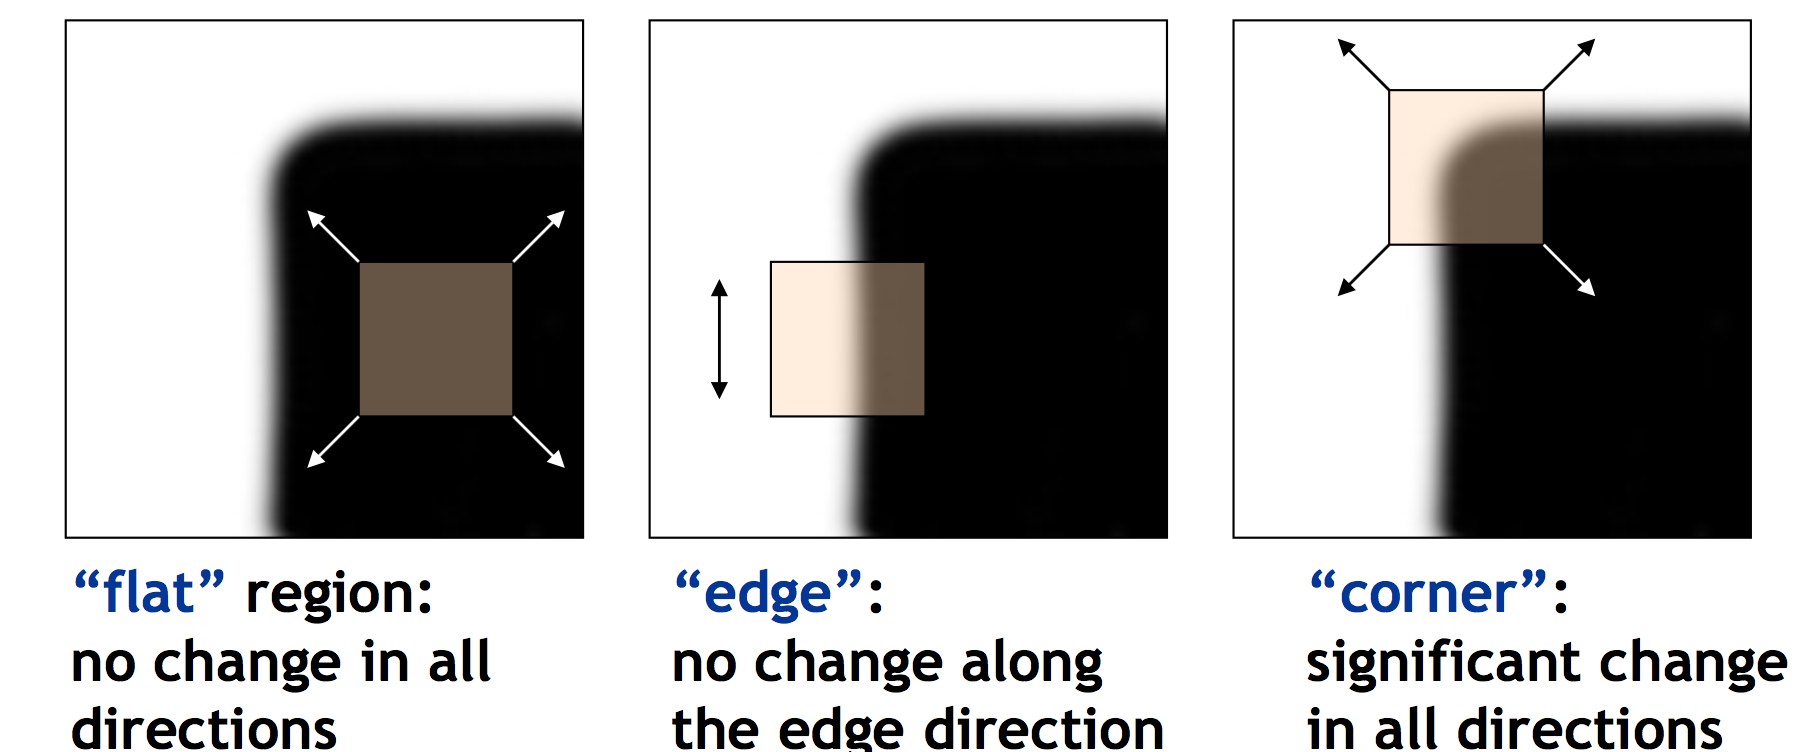 “flat” region:
no change in all
directions
“edge”:
no change along
the edge direction
“corner”:
significant change
in all directions